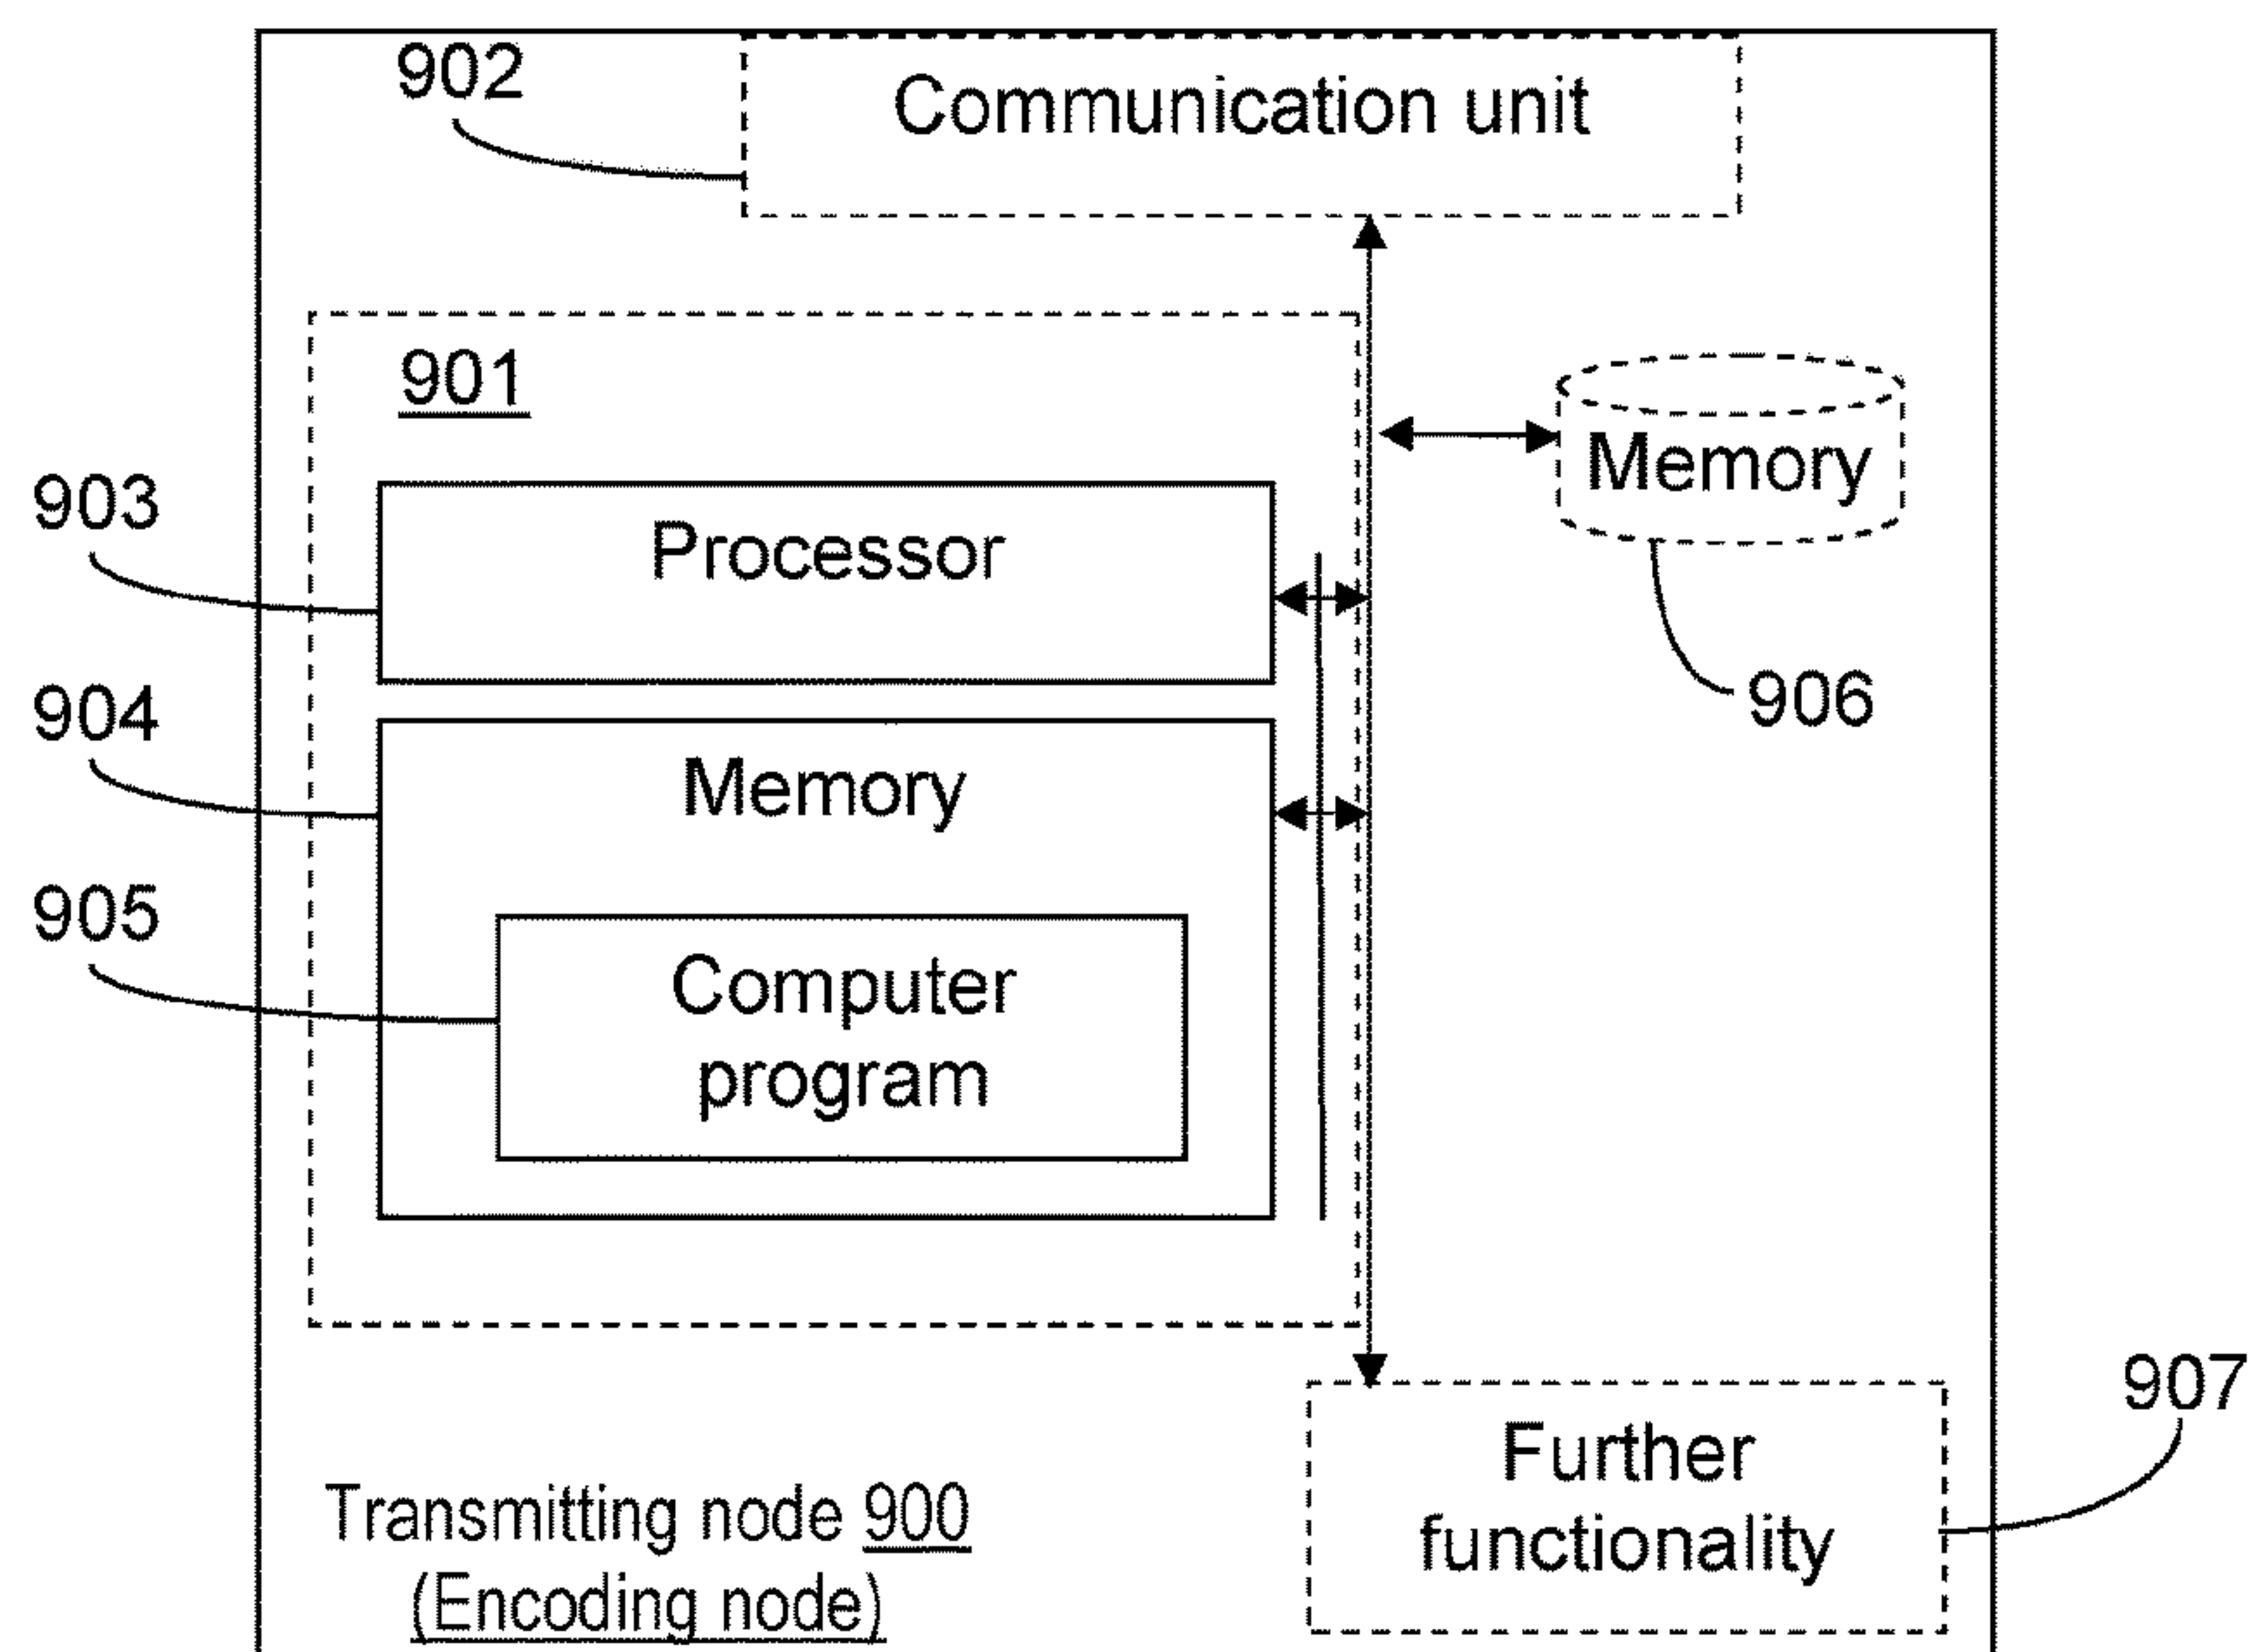 902
Communication unit
901
903
Processor
Memory
906
904
Memory
905
Computer
program
907
Further
functionality
Transmitting node 900
(Encoding node)